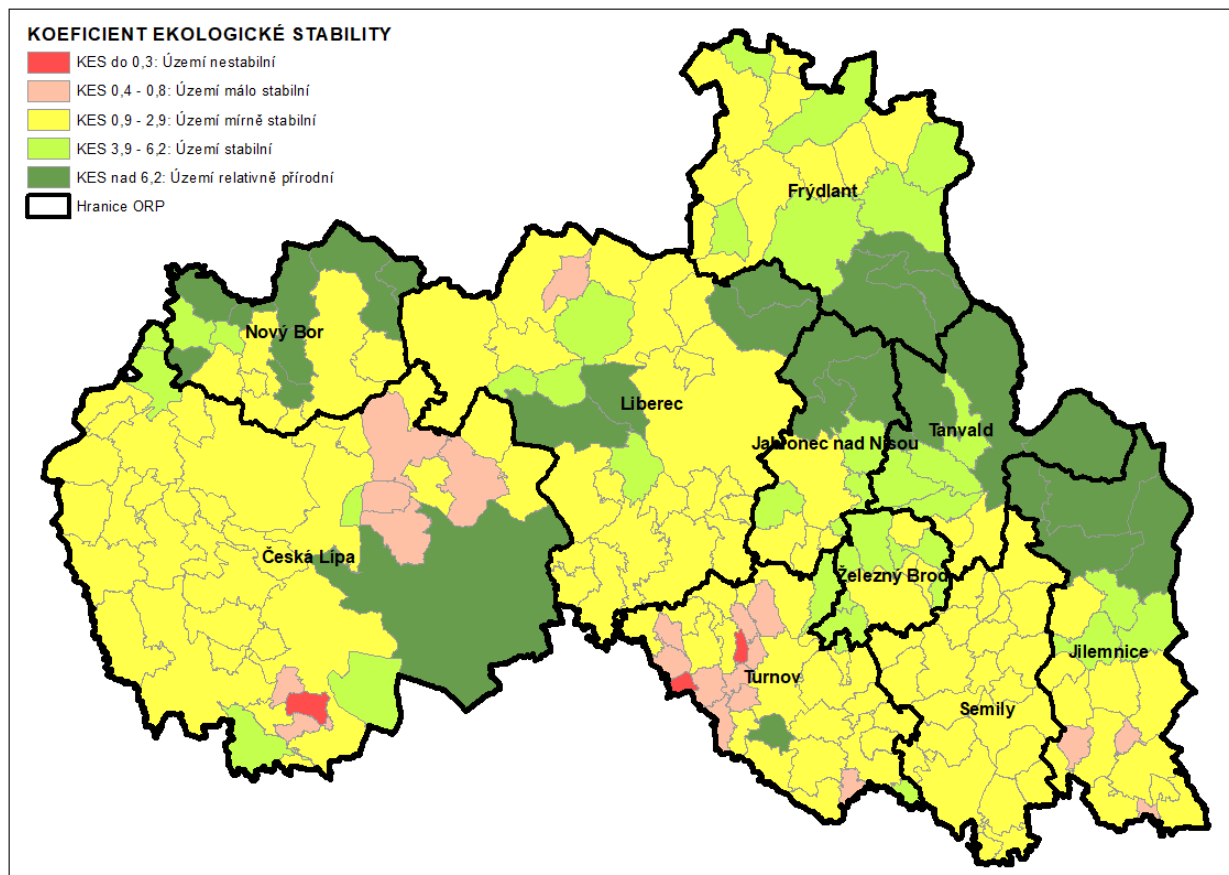 KOEFICIENT EKOLOGICKÉ STABILITY
KES do 0,3: Území nestabilní
KES 0,4 - 0,8: Území málo stabilní
KES 0,9 - 2,9: Území mírně stabilní
KES 3,9 - 6,2: Území stabilní
KES nad 6,2: Území relativně přírodní
Hranice ORP
Frýdlant
Nový Bor
Liberec
Jablonec nad Nisou
Tanvald
Česká Lípa
Železný Brod
Jilemnice
Turnov
Semily